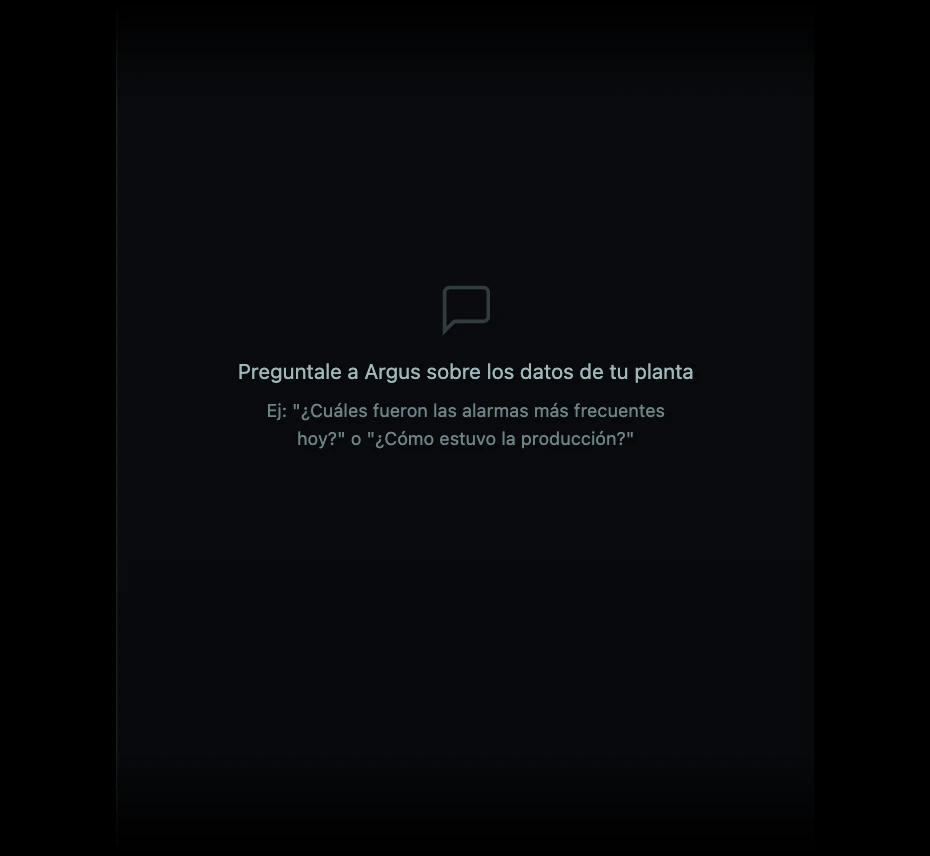 Preguntale a Argus sobre los datos de tu planta
Ej: "¿Cuáles fueron las alarmas más frecuentes
hoy?" o "¿Cómo estuvo la producción?"